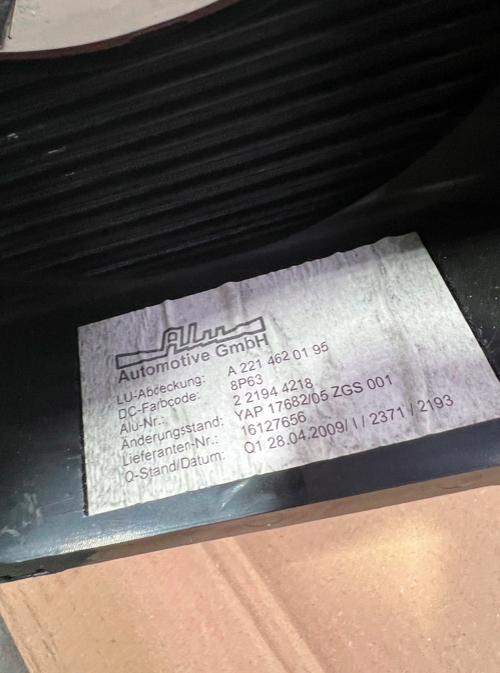 Alu
Automotive GmbH
LU-Abdeckung: A 221 462 01 95
DC-Farbcode: 8P63
Alu-Nr.: 2 2194 4218
Änderungsstand: YAP 17682/05 ZGS 001
Lieferanten-Nr.: 16127656
Q-Stand/Datum: Q1 28.04.2009/ I / 2371 / 2193